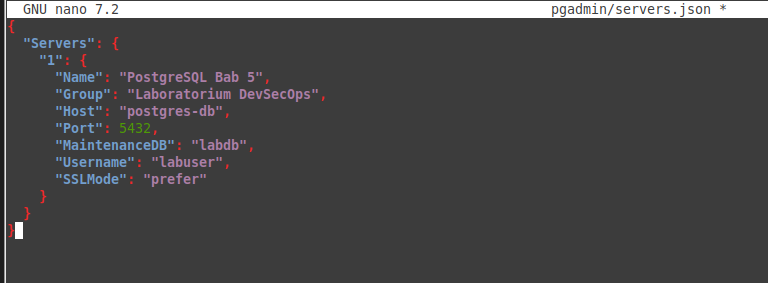 GNU nano 7.2 pgadmin/servers.json *
{
"Servers": {
"1": {
"Name": "PostgreSQL Bab 5",
"Group": "Laboratorium DevSecOps",
"Host": "postgres-db",
"Port": 5432,
"MaintenanceDB": "labdb",
"Username": "labuser",
"SSLMode": "prefer"
}
}
}